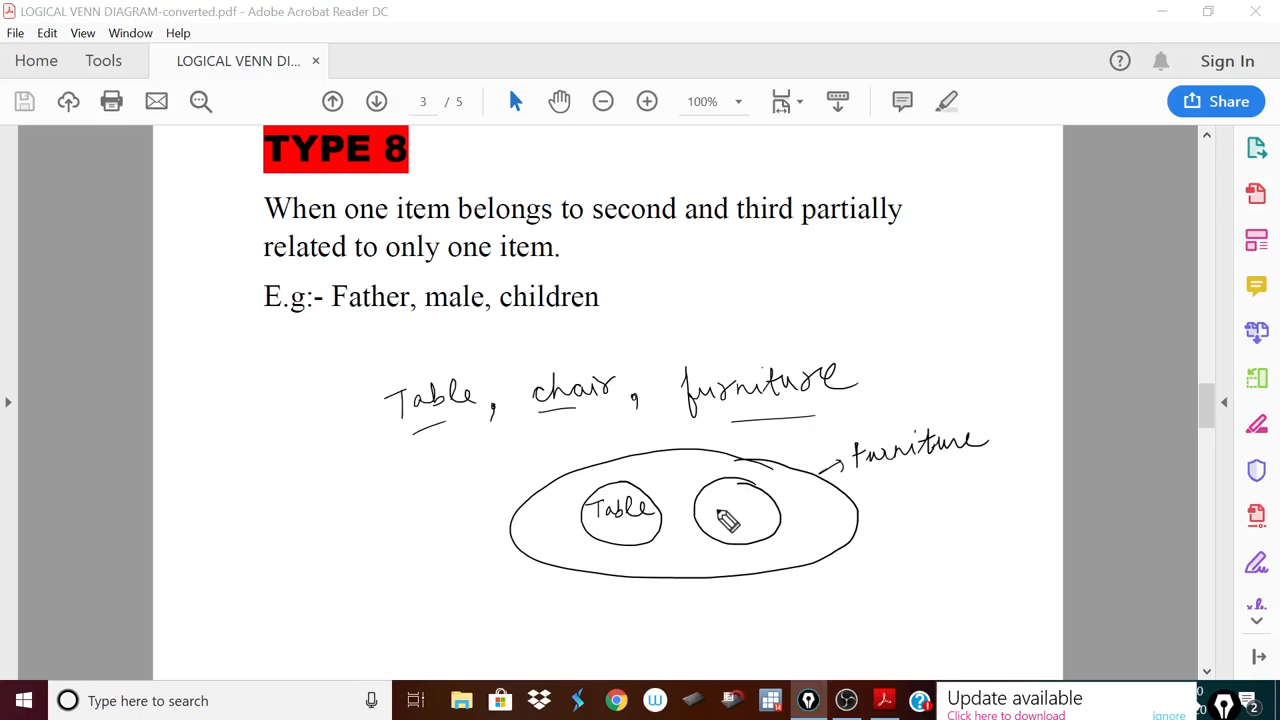 LOGICAL VENN DIAGRAM-converted.pdf - Adobe Acrobat Reader DC
File Edit View Window Help
Home Tools LOGICAL VENN DI... × Sign In
3 / 5 100% Share
TYPE 8
When one item belongs to second and third partially
related to only one item.
E.g:- Father, male, children
Table, chair, furniture
Furniture
Table
Type here to search
Update available
Click here to download ignore
2